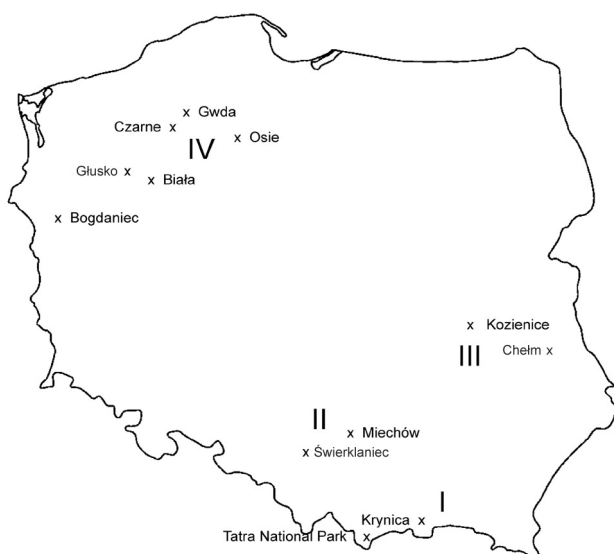 Gwda
Czarne
Osie
IV
Głusko
Biała
Bogdaniec
Kozienice
III
Chełm
II
Miechów
Świerklaniec
I
Krynica
Tatra National Park